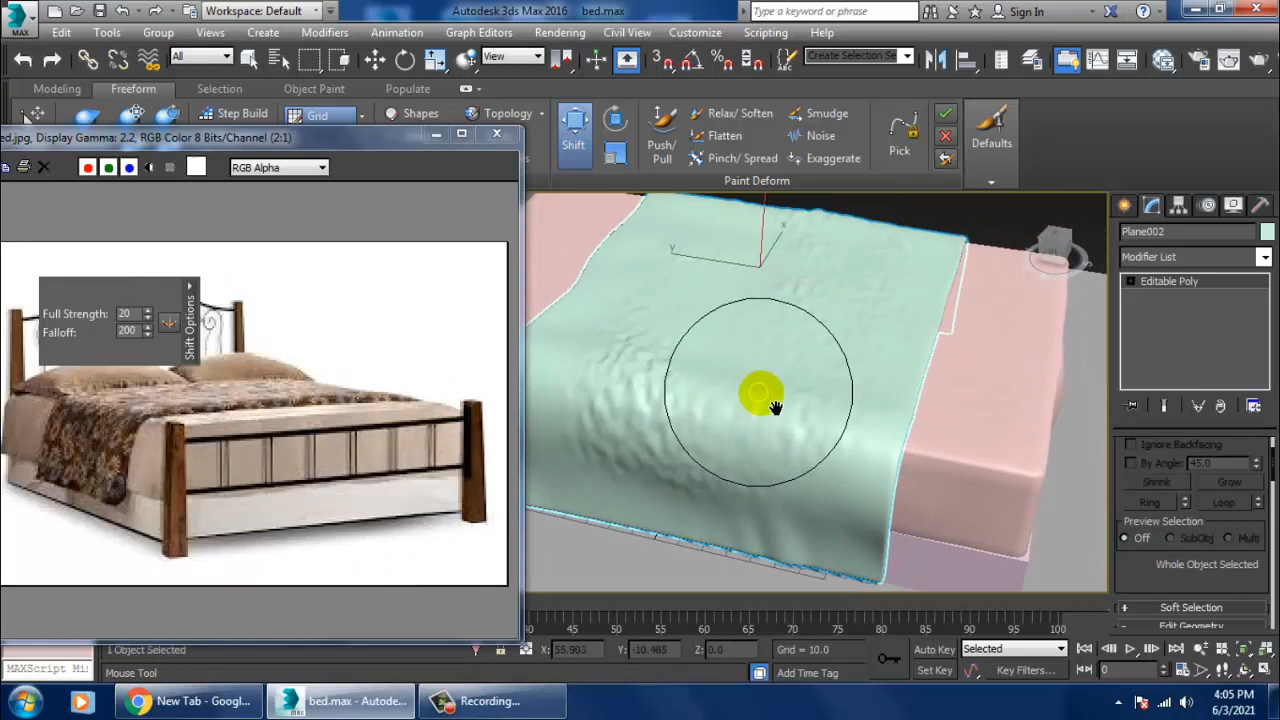 Workspace: Default
Autodesk 3ds Max 2016
bed.max
Type a keyword or phrase
Sign In
MAX
Edit
Tools
Group
Views
Create
Modifiers
Animation
Graph Editors
Rendering
Civil View
Customize
Scripting
Help
All
View
Create Selection Se
Modeling
Freeform
Selection
Object Paint
Populate
Step Build
Grid
Shapes
Topology
Shift
Push/
Pull
Relax/ Soften
Flatten
Pinch/ Spread
Smudge
Noise
Exaggerate
Pick
Defaults
Paint Deform
ed.jpg, Display Gamma: 2.2, RGB Color 8 Bits/Channel (2:1)
RGB Alpha
Full Strength: 20
Falloff: 200
Shift Options
y
x
Plane002
Modifier List
Editable Poly
Ignore Backfacing
By Angle: 45.0
Shrink
Grow
Ring
Loop
Preview Selection
Off
SubObj
Multi
Whole Object Selected
Soft Selection
Edit Geometry
45 50 55 60 65 70 75 80 85 90 95 100
1 Object Selected
X: 55.903
Y: -10.485
Z: 0.0
Grid = 10.0
Auto Key
Selected
MAXScript Mi
Mouse Tool
Add Time Tag
Set Key
Key Filters...
0
New Tab - Googl...
bed.max - Autode...
Recording...
4:05 PM
6/3/2021